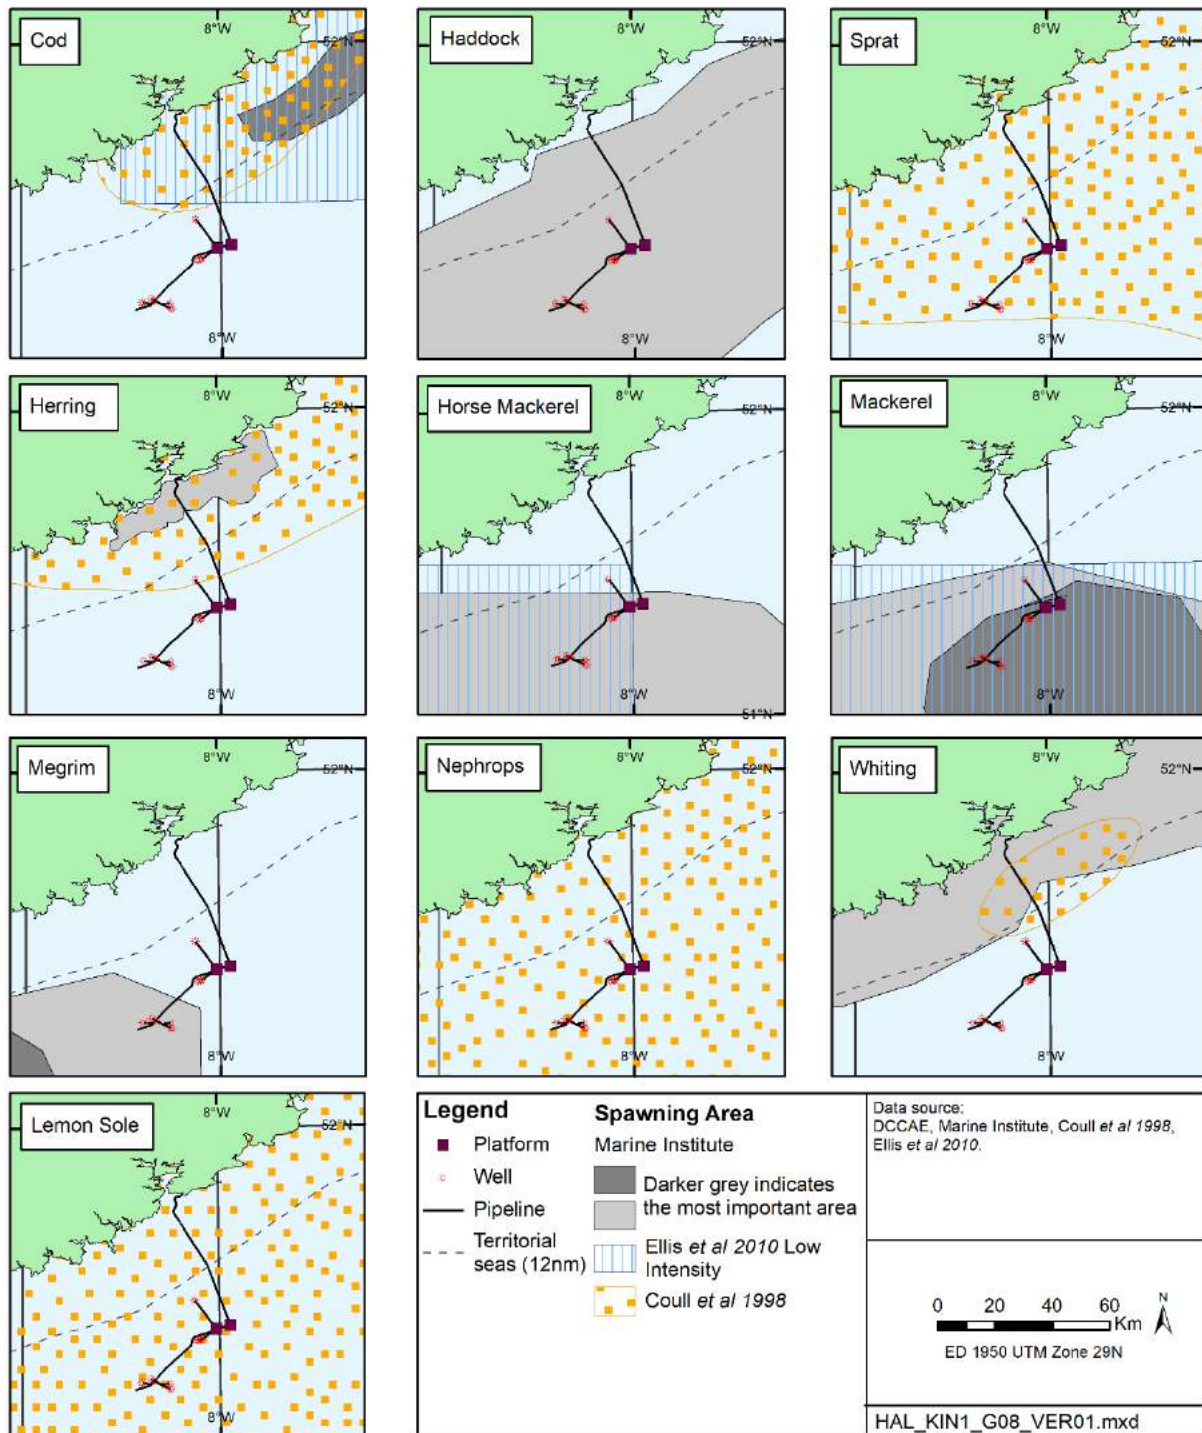 Cod
8°W
52°N
8°W
Haddock
8°W
52°N
8°W
Sprat
8°W
52°N
8°W
Herring
8°W
52°N
8°W
Horse Mackerel
8°W
52°N
51°N
Mackerel
8°W
52°N
8°W
Megrim
8°W
52°N
8°W
Nephrops
8°W
52°N
8°W
Whiting
8°W
52°N
8°W
Lemon Sole
8°W
52°N
8°W
Legend
Platform
Well
Pipeline
Territorial
seas (12nm)
Spawning Area
Marine Institute
Darker grey indicates
the most important area
Ellis et al 2010 Low
Intensity
Coull et al 1998
Data source:
DCCAE, Marine Institute, Coull et al 1998,
Ellis et al 2010.
0 20 40 60
Km
N
ED 1950 UTM Zone 29N
HAL_KIN1_G08_VER01.mxd